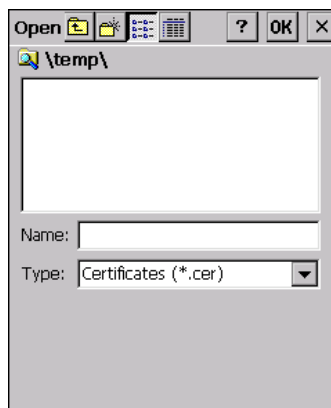 Open ? OK ×
\temp\
Name:
Type: Certificates (*.cer)